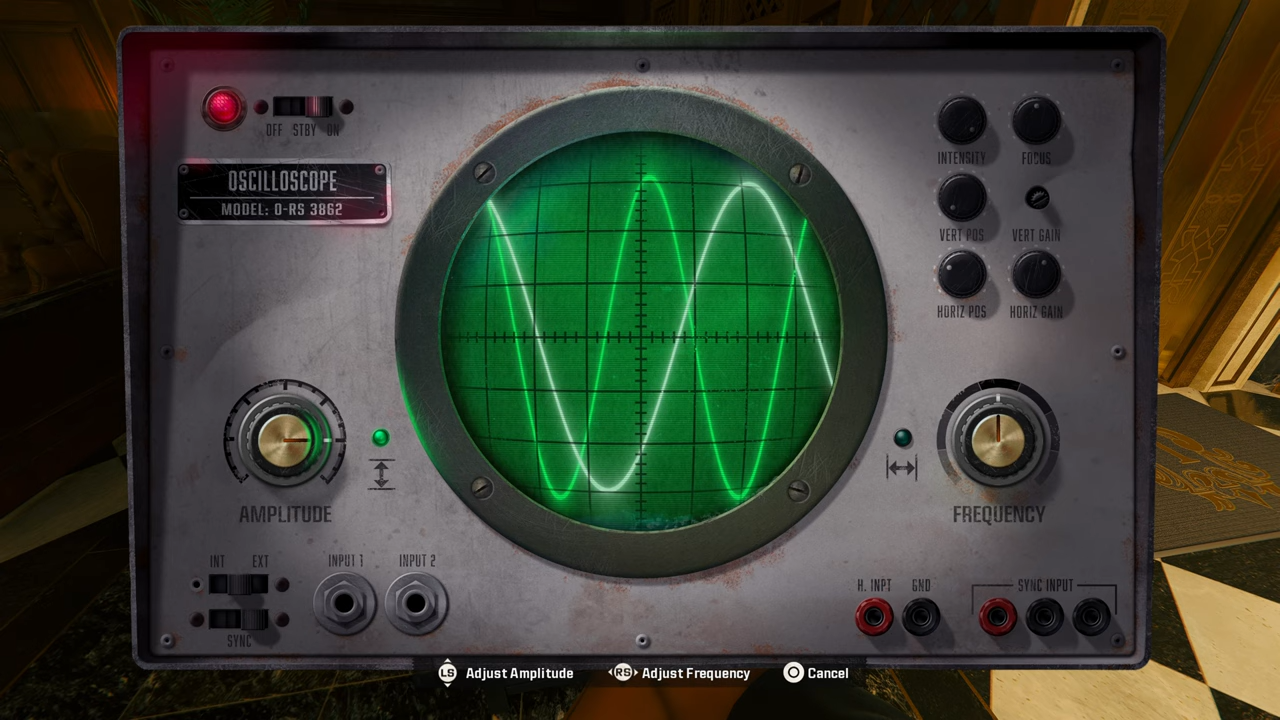 OFF STBY ON
OSCILLOSCOPE
MODEL: O-RS 3862
INTENSITY
FOCUS
VERT POS
VERT GAIN
HORIZ POS
HORIZ GAIN
AMPLITUDE
FREQUENCY
INT
EXT
SYNC
INPUT 1
INPUT 2
H. INPT
GND
SYNC INPUT
LS Adjust Amplitude
RS Adjust Frequency
Cancel